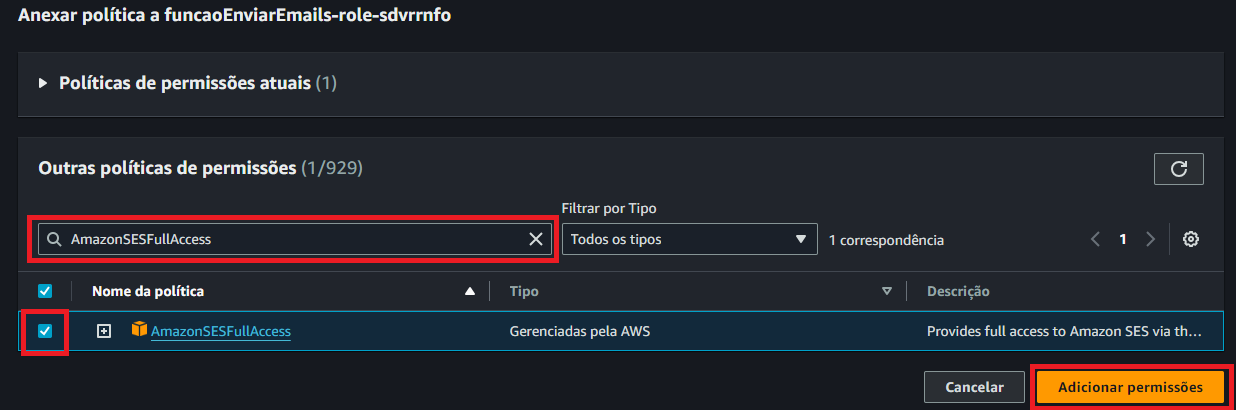 Anexar política a funcaoEnviarEmails-role-sdvrrnfo
Políticas de permissões atuais (1)
Outras políticas de permissões (1/929)
Filtrar por Tipo
AmazonSESFullAccess
Todos os tipos
1 correspondência
1
Nome da política
Tipo
Descrição
AmazonSESFullAccess
Gerenciadas pela AWS
Provides full access to Amazon SES via th…
Cancelar
Adicionar permissões